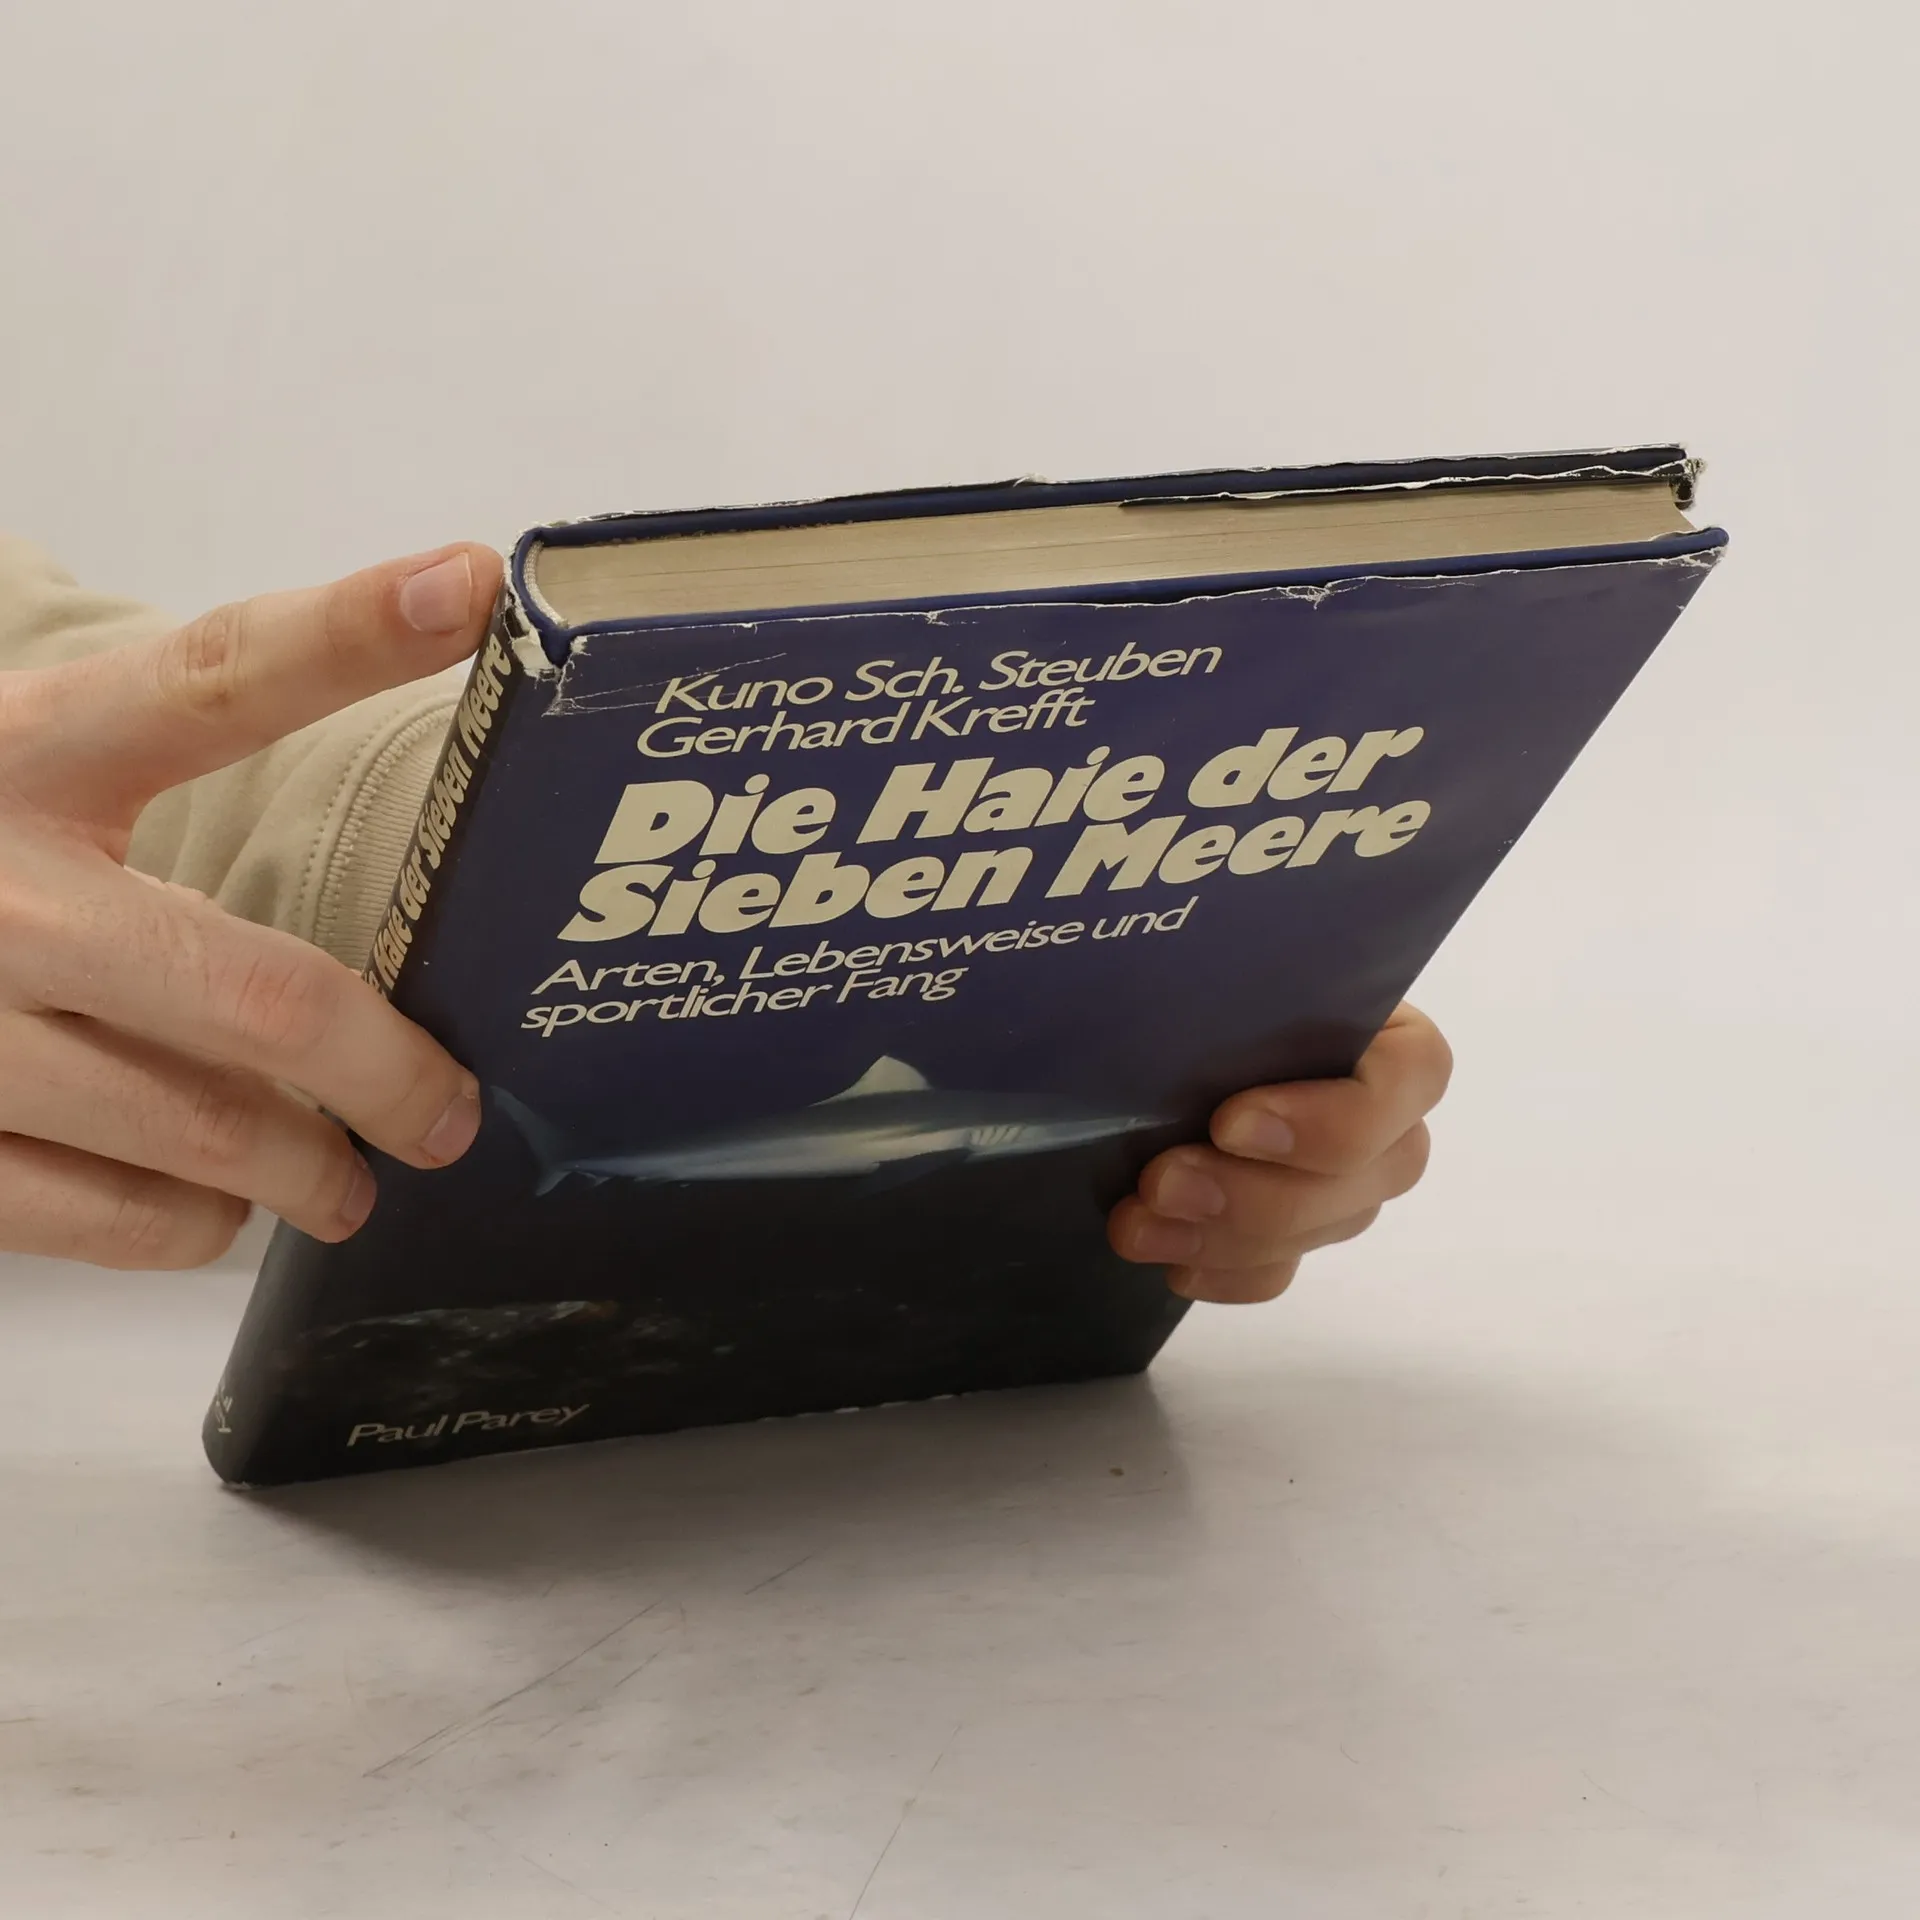 Kuno Sch. Steuben
Gerhard Krefft
Die Haie der
Sieben Meere
Arten, Lebensweise und
sportlicher Fang
Paul Parey
Haie der Sieben Meere